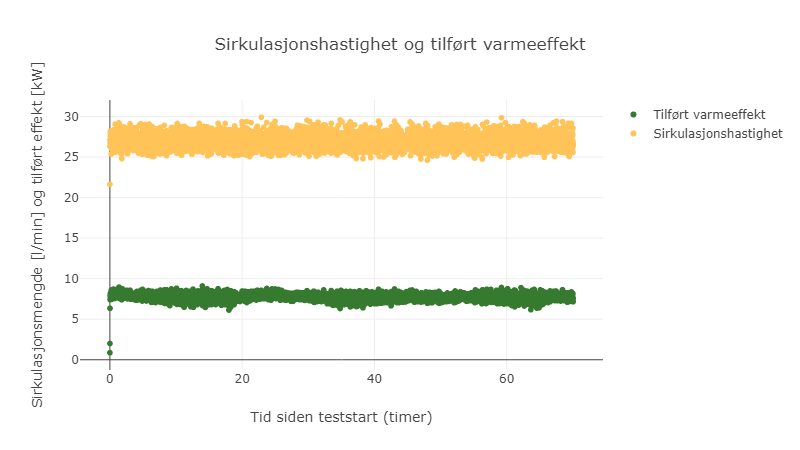 Sirkulasjonshastighet og tilført varmeeffekt
Sirkulasjonsmengde [l/min] og tilført effekt [kW]
30
25
20
15
10
5
0
0
20
40
60
Tid siden teststart (timer)
Tilført varmeeffekt
Sirkulasjonshastighet